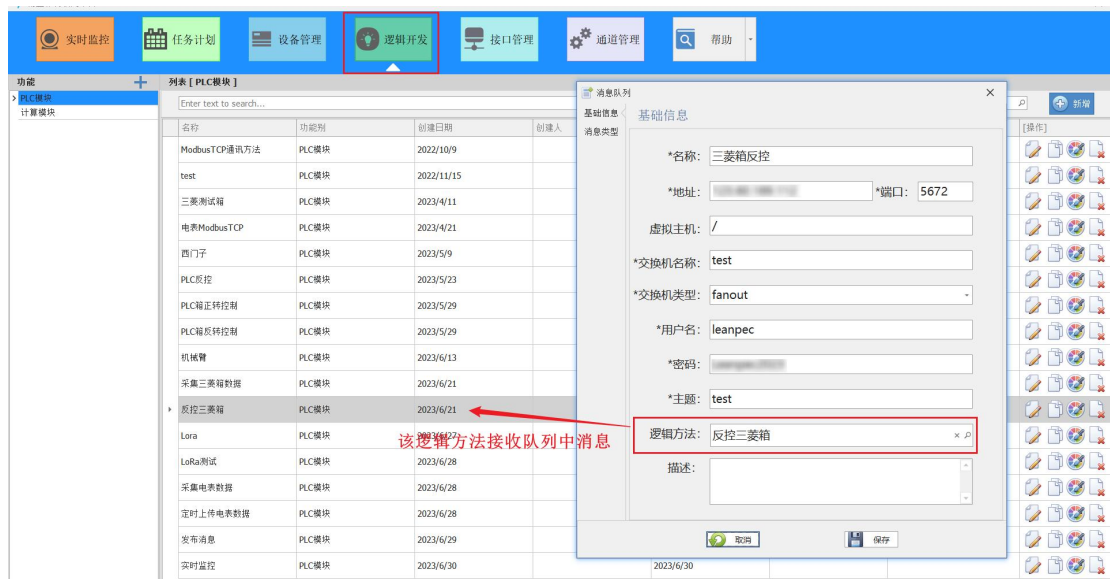 实时监控 任务计划 设备管理 逻辑开发 接口管理 通道管理 帮助
功能
PLC模块
计算模块
列表 [ PLC模块 ]
Enter text to search...
新增
名称 功能别 创建日期 创建人 [操作]
ModbusTCP通讯方法 PLC模块 2022/10/9
test PLC模块 2022/11/15
三菱测试箱 PLC模块 2023/4/11
电表ModbusTCP PLC模块 2023/4/21
西门子 PLC模块 2023/5/9
PLC反控 PLC模块 2023/5/23
PLC箱正转控制 PLC模块 2023/5/29
PLC箱反转控制 PLC模块 2023/5/29
机械臂 PLC模块 2023/6/13
采集三菱箱数据 PLC模块 2023/6/21
反控三菱箱 PLC模块 2023/6/21
Lora PLC模块 2023/6/27
该逻辑方法接收队列中消息
LoRa测试 PLC模块 2023/6/28
采集电表数据 PLC模块 2023/6/28
定时上传电表数据 PLC模块 2023/6/28
发布消息 PLC模块 2023/6/29
实时监控 PLC模块 2023/6/30 2023/6/30
消息队列
基础信息
消息类型
基础信息
*名称: 三菱箱反控
*地址: *端口: 5672
虚拟主机: /
*交换机名称: test
*交换机类型: fanout
*用户名: leanpec
*密码:
*主题: test
逻辑方法: 反控三菱箱
描述:
取消 保存